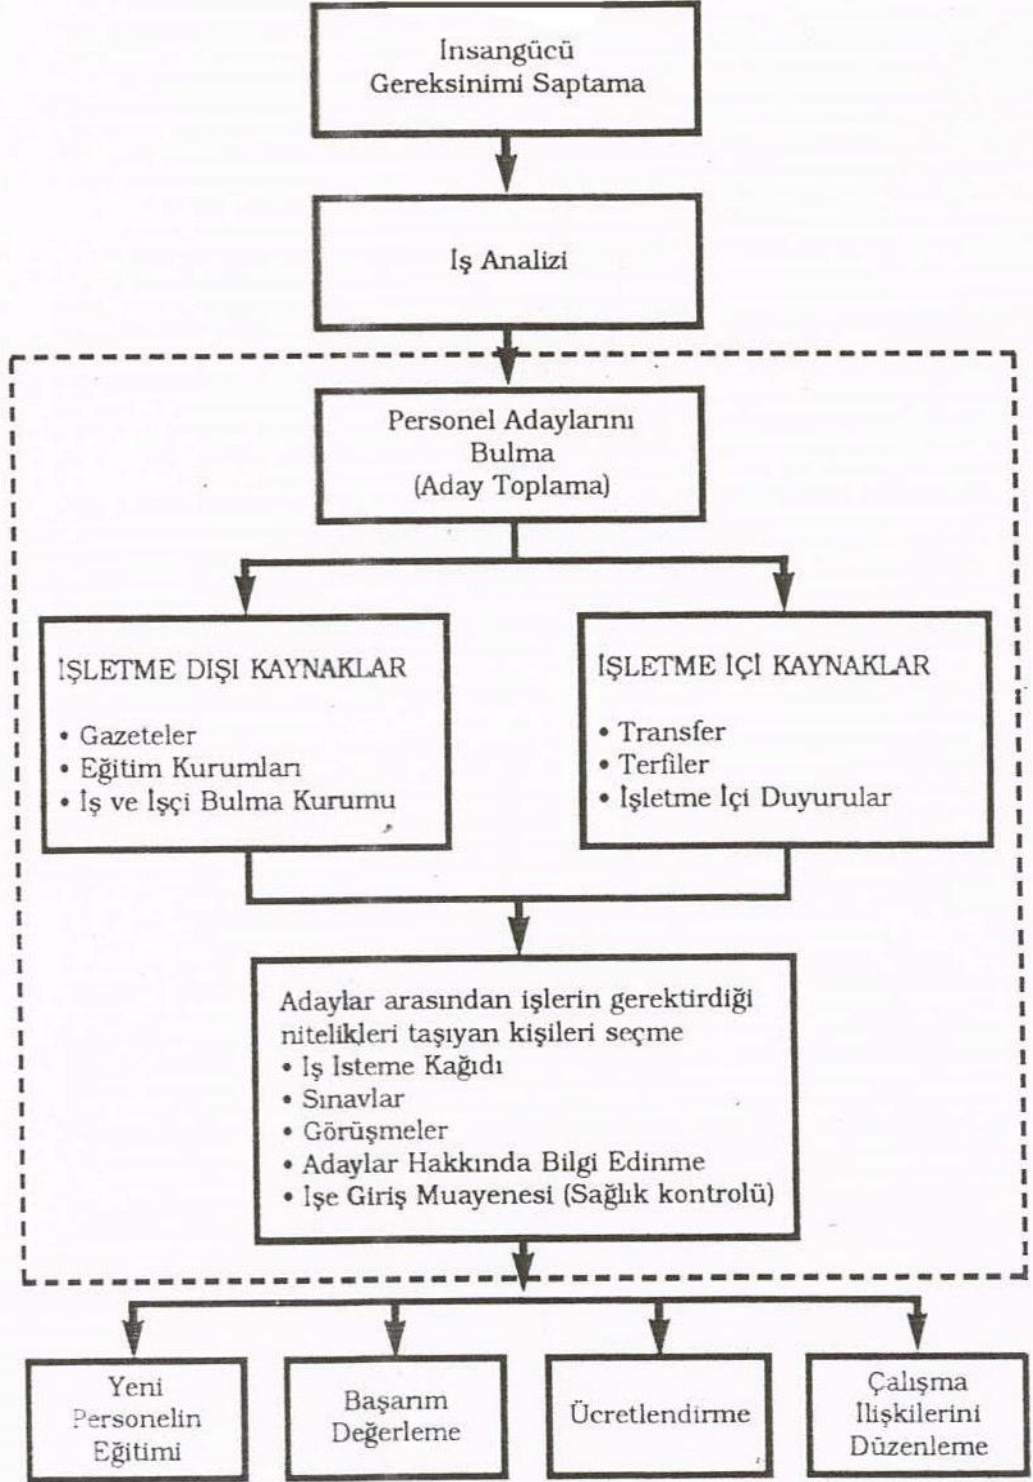 İnsangücü
Gereksinimi Saptama
İş Analizi
Personel Adaylarını
Bulma
(Aday Toplama)
İŞLETME DIŞI KAYNAKLAR
• Gazeteler
• Eğitim Kurumları
• İş ve İşçi Bulma Kurumu
İŞLETME İÇİ KAYNAKLAR
• Transfer
• Terfiler
• İşletme İçi Duyurular
Adaylar arasından işlerin gerektirdiği
nitelikleri taşıyan kişileri seçme
• İş İsteme Kağıdı
• Sınavlar
• Görüşmeler
• Adaylar Hakkında Bilgi Edinme
• İşe Giriş Muayenesi (Sağlık kontrolü)
Yeni
Personelin
Eğitimi
Başarım
Değerleme
Ücretlendirme
Çalışma
İlişkilerini
Düzenleme